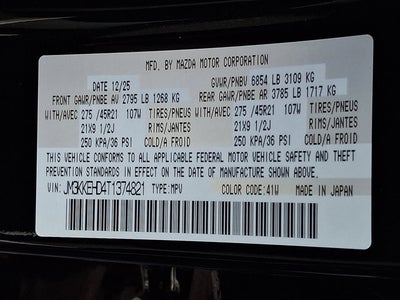 MFD. BY MAZDA MOTOR CORPORATION
DATE 12/25 GVWR/PNBV 6854 LB 3109 KG
FRONT GAWR/PNBE AV 2795 LB 1268 KG REAR GAWR/PNBE AR 3785 LB 1717 KG
WITH/AVEC 275 /45R21 107W TIRES/PNEUS WITH/AVEC 275 /45R21 107W TIRES/PNEUS
21X9 1/2J RIMS/JANTES 21X9 1/2J RIMS/JANTES
250 KPA/36 PSI COLD/A FROID 250 KPA/36 PSI COLD/A FROID
THIS VEHICLE CONFORMS TO ALL APPLICABLE FEDERAL MOTOR VEHICLE SAFETY AND THEFT
PREVENTION STANDARDS IN EFFECT ON THE DATE OF MANUFACTURE SHOWN ABOVE.
VIN: JM3KKEHD4T1374821 TYPE:MPV COLOR CODE:41W MADE IN JAPAN